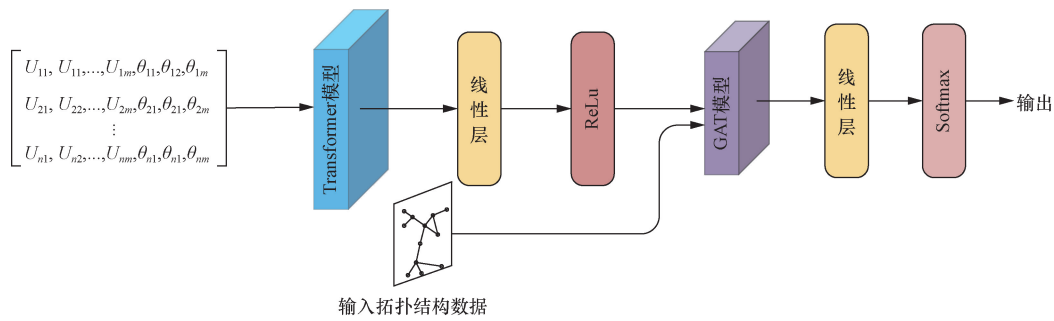 U11, U11,...,U1m,θ11,θ12,θ1m
U21, U22,...,U2m,θ21,θ21,θ2m
⋮
Un1, Un2,...,Unm,θn1,θn1,θnm
Transformer模型
线性层
ReLu
GAT模型
线性层
Softmax
输出
输入拓扑结构数据